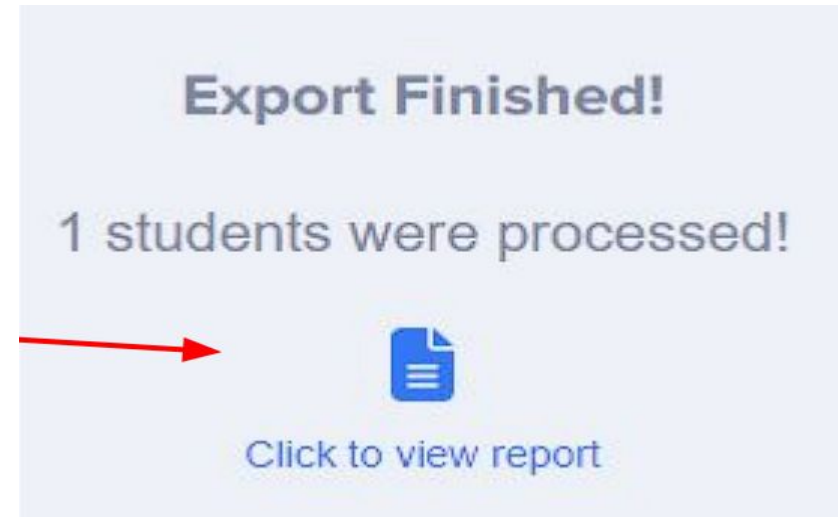 Export Finished!
1 students were processed!
Click to view report